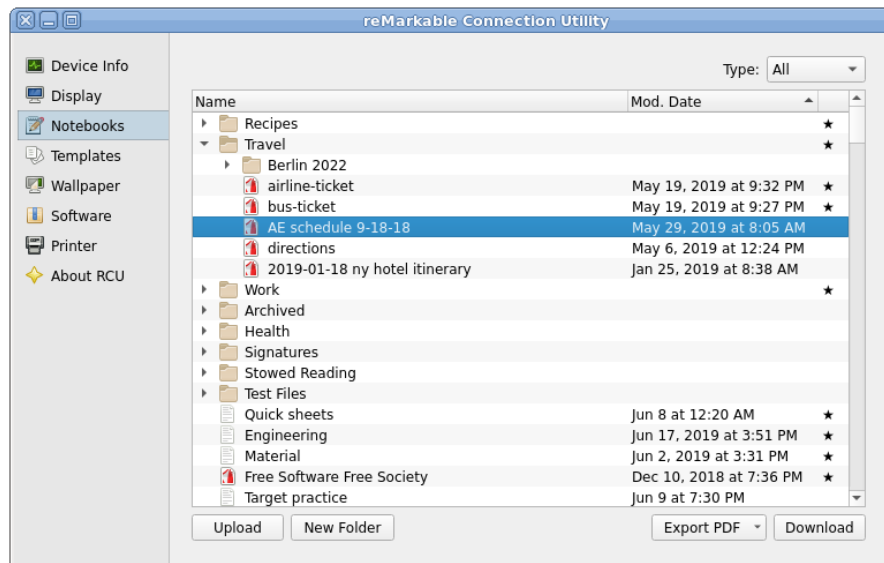 reMarkable Connection Utility
Device Info
Display
Notebooks
Templates
Wallpaper
Software
Printer
About RCU
Type: All
Name Mod. Date
Recipes ★
Travel ★
Berlin 2022
airline-ticket May 19, 2019 at 9:32 PM ★
bus-ticket May 19, 2019 at 9:27 PM ★
AE schedule 9-18-18 May 29, 2019 at 8:05 AM
directions May 6, 2019 at 12:24 PM
2019-01-18 ny hotel itinerary Jan 25, 2019 at 8:38 AM
Work ★
Archived
Health
Signatures
Stowed Reading
Test Files
Quick sheets Jun 8 at 12:20 AM ★
Engineering Jun 17, 2019 at 3:51 PM ★
Material Jun 2, 2019 at 3:31 PM ★
Free Software Free Society Dec 10, 2018 at 7:36 PM ★
Target practice Jun 9 at 7:30 PM
Upload New Folder Export PDF Download